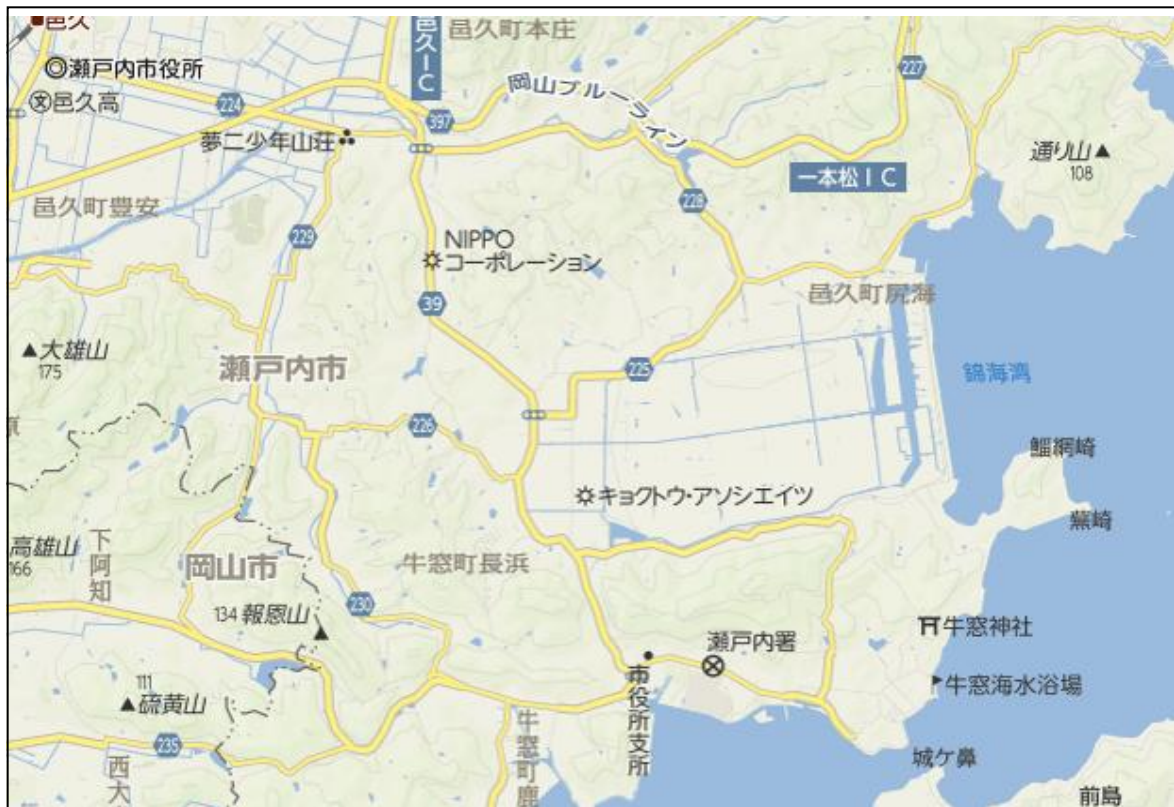 邑久
邑久IC
邑久町本庄
瀬戸内市役所
邑久高
224
397
岡山ブルーライン
227
夢二少年山荘
通り山
108
一本松IC
邑久町豊安
228
229
NIPPO
コーポレーション
39
邑久町尻海
大雄山
175
瀬戸内市
225
錦海湾
原
226
鯔網崎
キョクトウ・アソシエイツ
蕪崎
高雄山
166
下阿知
岡山市
牛窓町長浜
230
134 報恩山
牛窓神社
瀬戸内署
市役所支所
牛窓海水浴場
111
硫黄山
235
西大
牛窓町鹿
城ケ鼻
前島